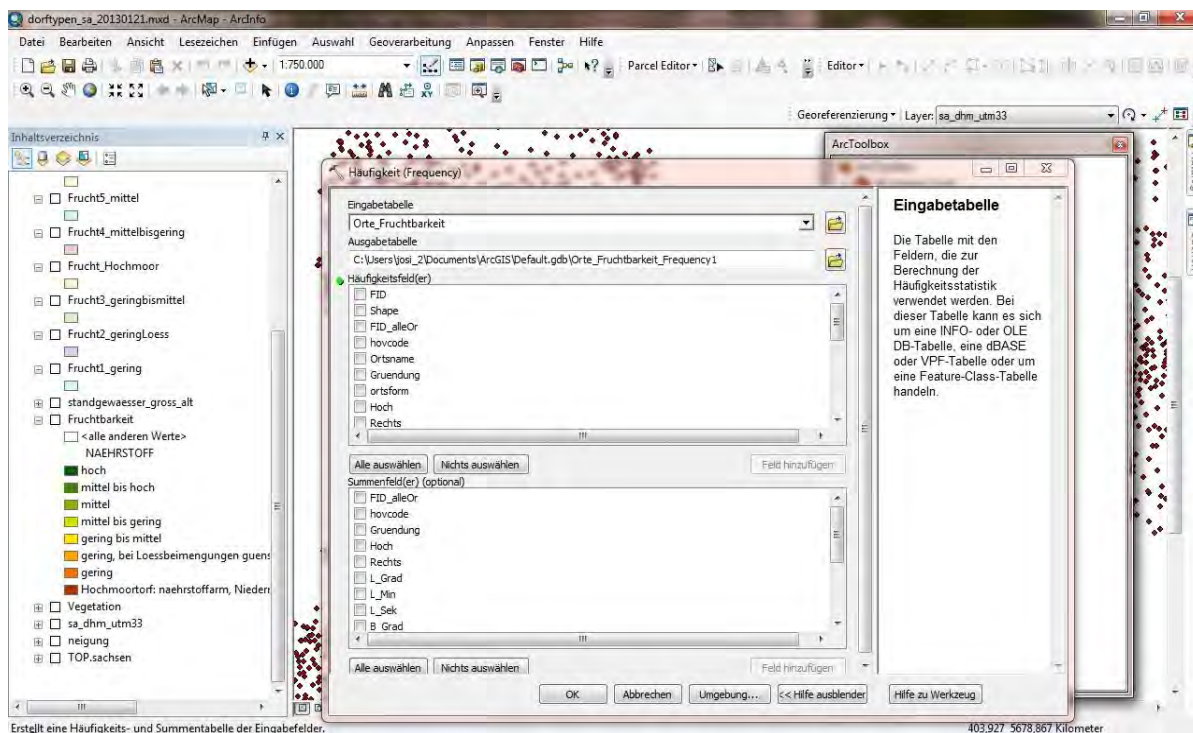 dorftypen_sa_20130121.mxd - ArcMap - ArcInfo
Datei Bearbeiten Ansicht Lesezeichen Einfügen Auswahl Geoverarbeitung Anpassen Fenster Hilfe
1:750.000
Parcel Editor
Editor
Georeferenzierung Layer: sa_dhm_utm33
Inhaltsverzeichnis
Frucht5_mittel
Frucht4_mittelbisgering
Frucht_Hochmoor
Frucht3_geringbismittel
Frucht2_geringLoess
Frucht1_gering
standgewaesser_gross_alt
Fruchtbarkeit
<alle anderen Werte>
NAEHRSTOFF
hoch
mittel bis hoch
mittel
mittel bis gering
gering bis mittel
gering, bei Loessbeimengungen guens
gering
Hochmoortorf: naehrstoffarm, Niedern
Vegetation
sa_dhm_utm33
neigung
TOP.sachsen
ArcToolbox
Häufigkeit (Frequency)
Eingabetabelle
Orte_Fruchtbarkeit
Ausgabetabelle
C:\Users\josi_2\Documents\ArcGIS\Default.gdb\Orte_Fruchtbarkeit_Frequency1
Häufigkeitsfeld(er)
FID
Shape
FID_alleOr
hovcode
Ortsname
Gruendung
ortsform
Hoch
Rechts
Alle auswählen Nichts auswählen Feld hinzufügen
Summenfeld(er) (optional)
FID_alleOr
hovcode
Gruendung
Hoch
Rechts
L_Grad
L_Min
L_Sek
B_Grad
Alle auswählen Nichts auswählen Feld hinzufügen
OK Abbrechen Umgebung... << Hilfe ausblender Hilfe zu Werkzeug
Eingabetabelle
Die Tabelle mit den
Feldern, die zur
Berechnung der
Häufigkeitsstatistik
verwendet werden. Bei
dieser Tabelle kann es sich
um eine INFO- oder OLE
DB-Tabelle, eine dBASE
oder VPF-Tabelle oder um
eine Feature-Class-Tabelle
handeln.
Erstellt eine Häufigkeits- und Summentabelle der Eingabefelder.
403,927 5678,867 Kilometer